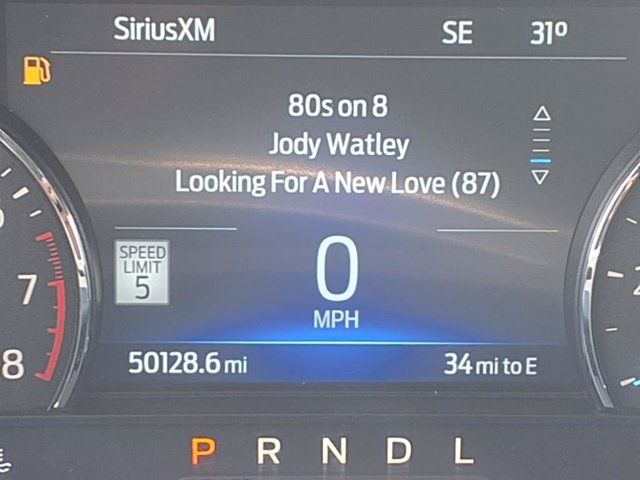 SiriusXM SE 31º
80s on 8
Jody Watley
Looking For A New Love (87)
SPEED
LIMIT
5
0
MPH
7
8
50128.6 mi 34 mi to E
P R N D L